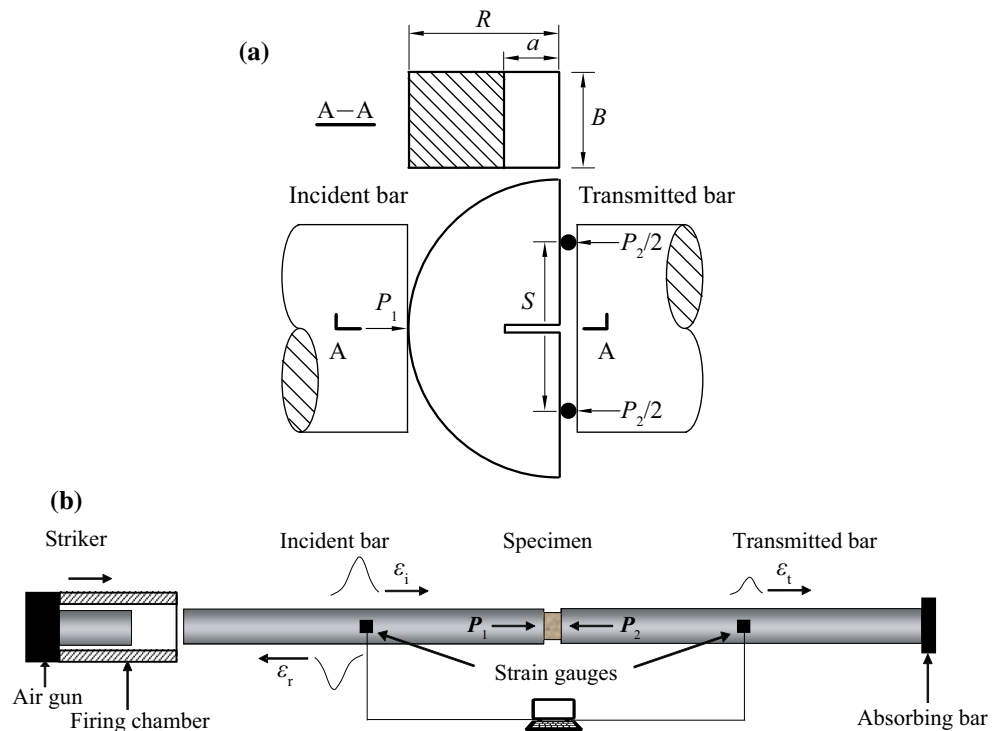 (a)
R
a
A—A
B
Incident bar
Transmitted bar
P₂/2
P₁
S
A
A
P₂/2
(b)
Striker
Incident bar
Specimen
Transmitted bar
εᵢ
εₜ
P₁
P₂
εᵣ
Strain gauges
Air gun
Firing chamber
Absorbing bar